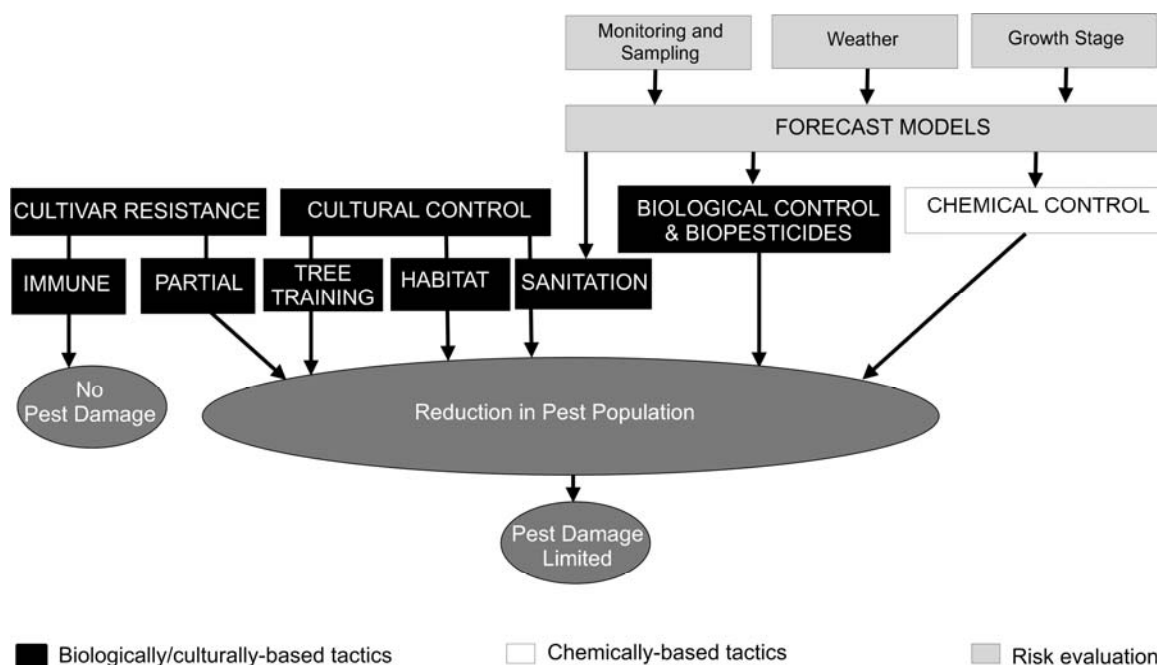 Monitoring and
Sampling
Weather
Growth Stage
FORECAST MODELS
CULTIVAR RESISTANCE
CULTURAL CONTROL
BIOLOGICAL CONTROL
& BIOPESTICIDES
CHEMICAL CONTROL
IMMUNE
PARTIAL
TREE
TRAINING
HABITAT
SANITATION
No
Pest Damage
Reduction in Pest Population
Pest Damage
Limited
Biologically/culturally-based tactics
Chemically-based tactics
Risk evaluation